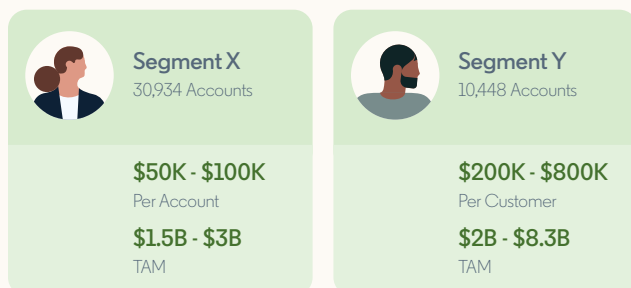 Segment X
30,934 Accounts
$50K - $100K
Per Account
$1.5B - $3B
TAM
Segment Y
10,448 Accounts
$200K - $800K
Per Customer
$2B - $8.3B
TAM